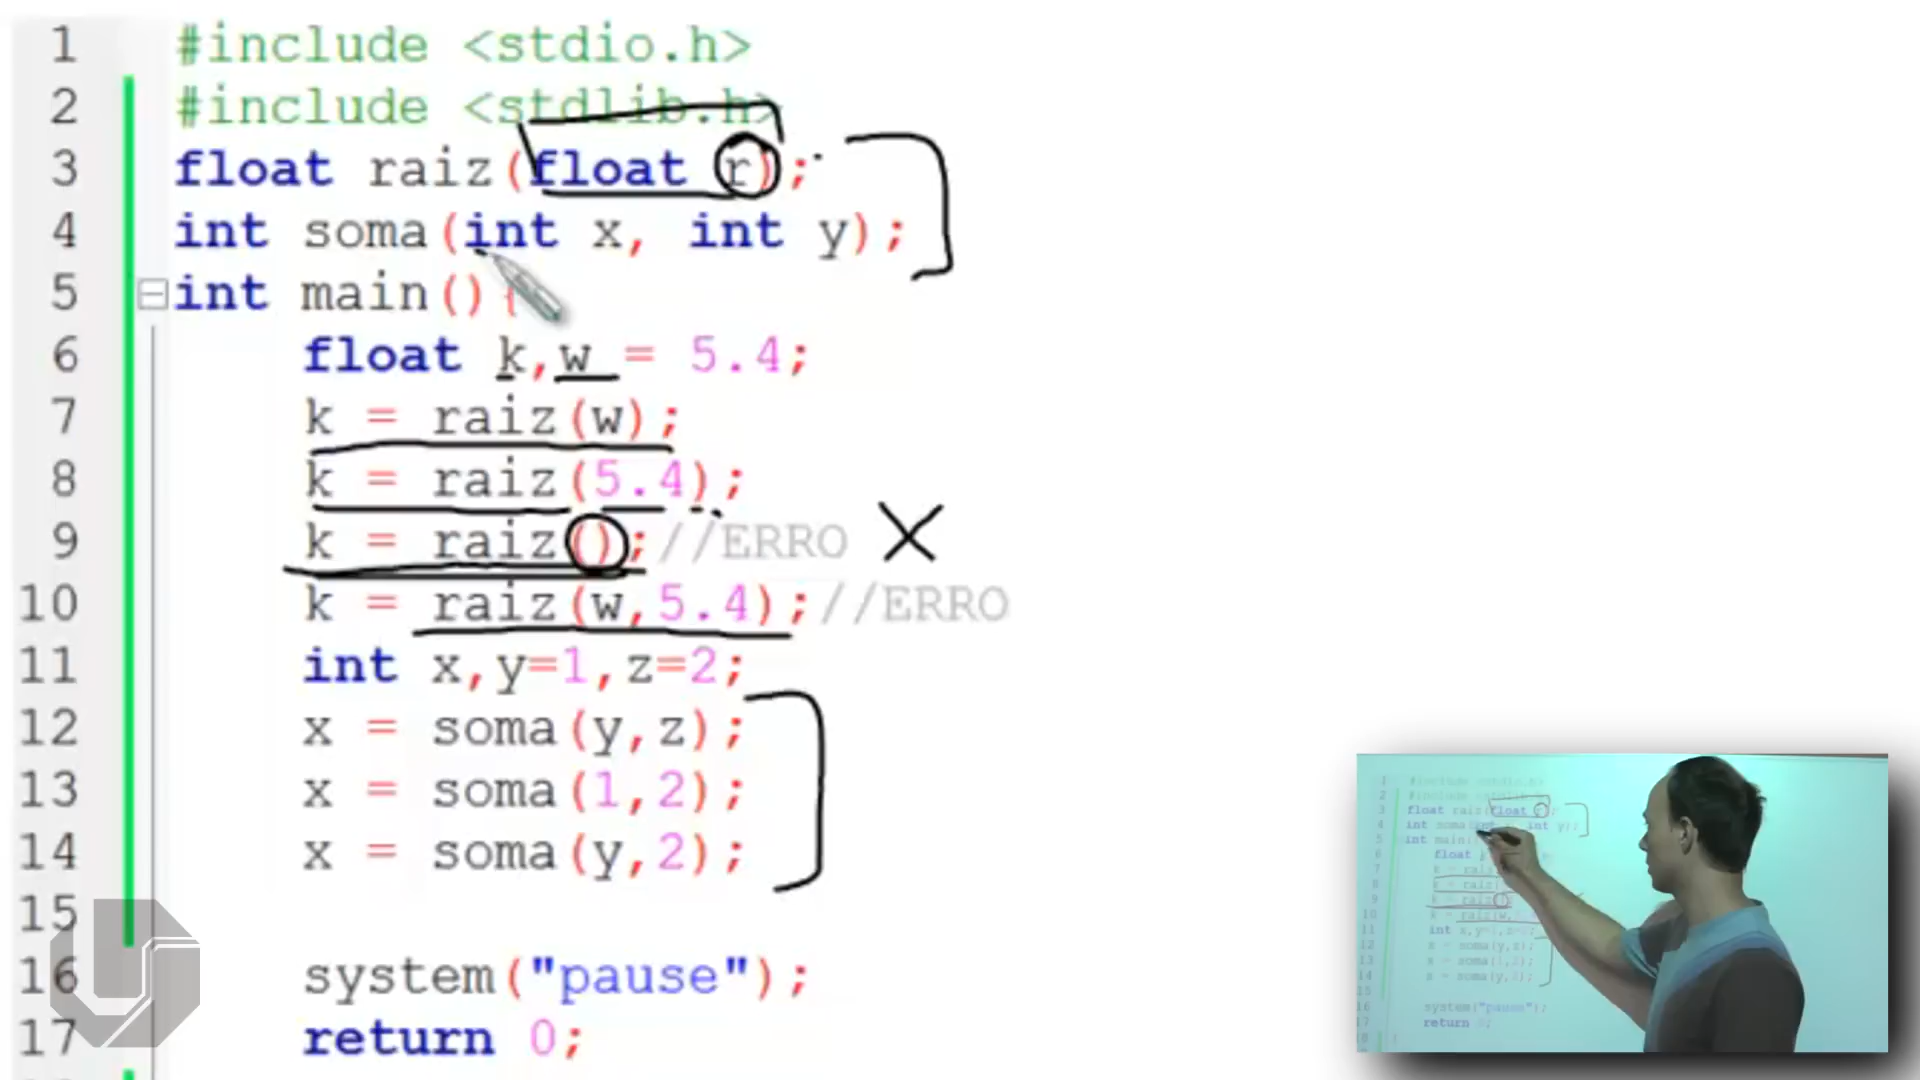 1 #include <stdio.h>
2 #include <stdlib.h>
3 float raiz(float r);
4 int soma(int x, int y);
5 int main(){
6 float k,w = 5.4;
7 k = raiz(w);
8 k = raiz(5.4);
9 k = raiz();//ERRO X
10 k = raiz(w,5.4);//ERRO
11 int x,y=1,z=2;
12 x = soma(y,z);
13 x = soma(1,2);
14 x = soma(y,2);
15
16 system("pause");
17 return 0;